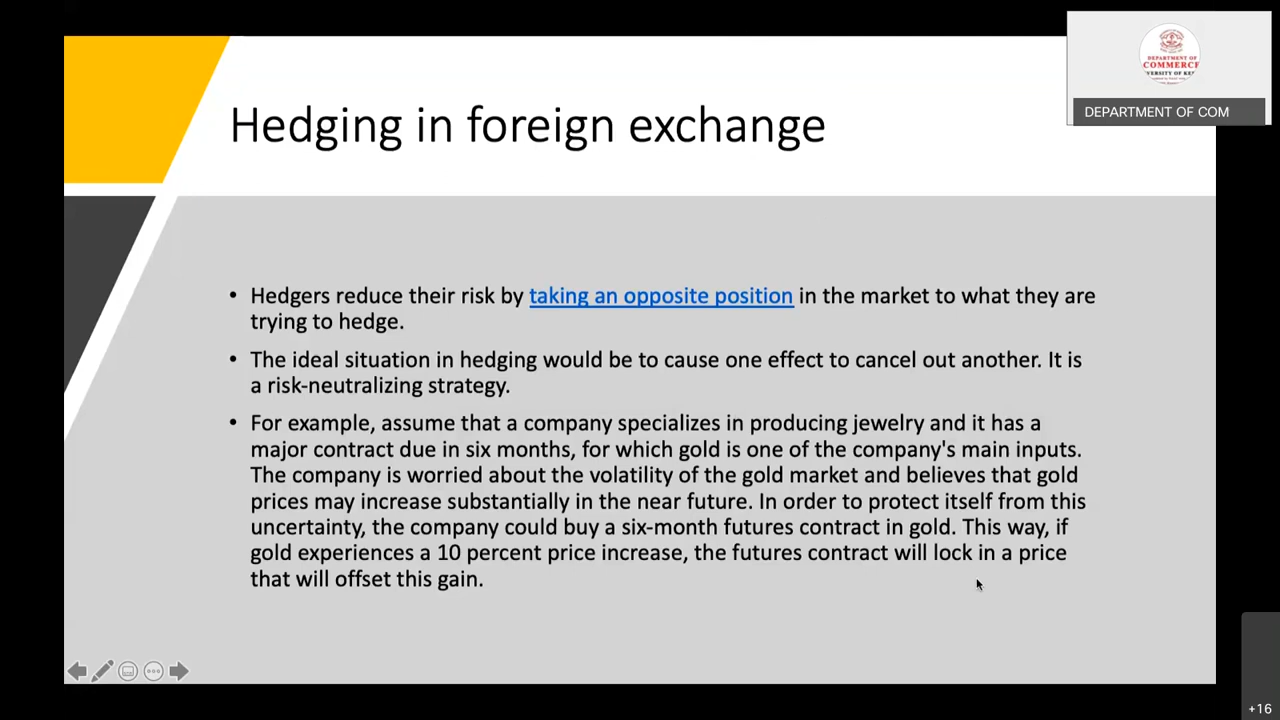 Hedging in foreign exchange
DEPARTMENT OF
COMMERCE
DEPARTMENT OF COM
• Hedgers reduce their risk by taking an opposite position in the market to what they are
trying to hedge.
• The ideal situation in hedging would be to cause one effect to cancel out another. It is
a risk-neutralizing strategy.
• For example, assume that a company specializes in producing jewelry and it has a
major contract due in six months, for which gold is one of the company's main inputs.
The company is worried about the volatility of the gold market and believes that gold
prices may increase substantially in the near future. In order to protect itself from this
uncertainty, the company could buy a six-month futures contract in gold. This way, if
gold experiences a 10 percent price increase, the futures contract will lock in a price
that will offset this gain.
+16